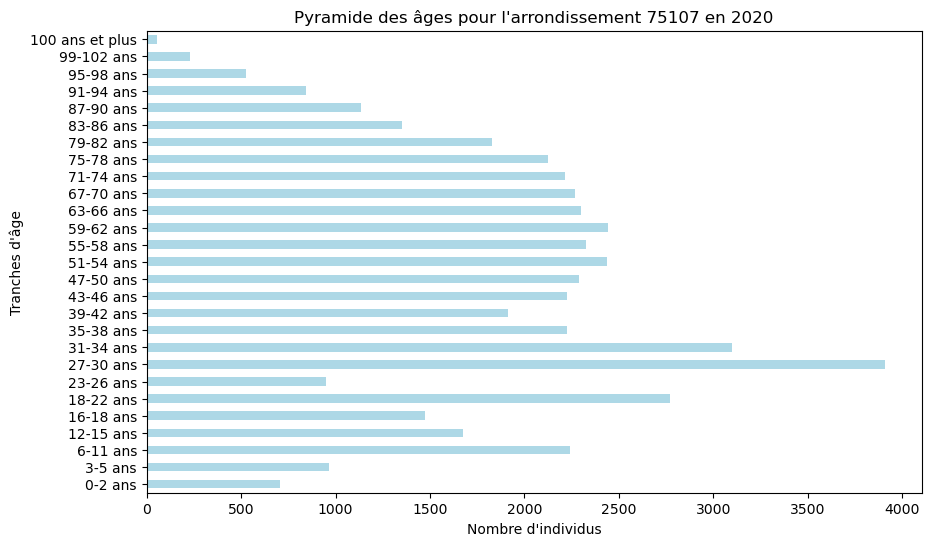 Pyramide des âges pour l'arrondissement 75107 en 2020
Tranches d'âge
100 ans et plus
99-102 ans
95-98 ans
91-94 ans
87-90 ans
83-86 ans
79-82 ans
75-78 ans
71-74 ans
67-70 ans
63-66 ans
59-62 ans
55-58 ans
51-54 ans
47-50 ans
43-46 ans
39-42 ans
35-38 ans
31-34 ans
27-30 ans
23-26 ans
18-22 ans
16-18 ans
12-15 ans
6-11 ans
3-5 ans
0-2 ans
0 500 1000 1500 2000 2500 3000 3500 4000
Nombre d'individus